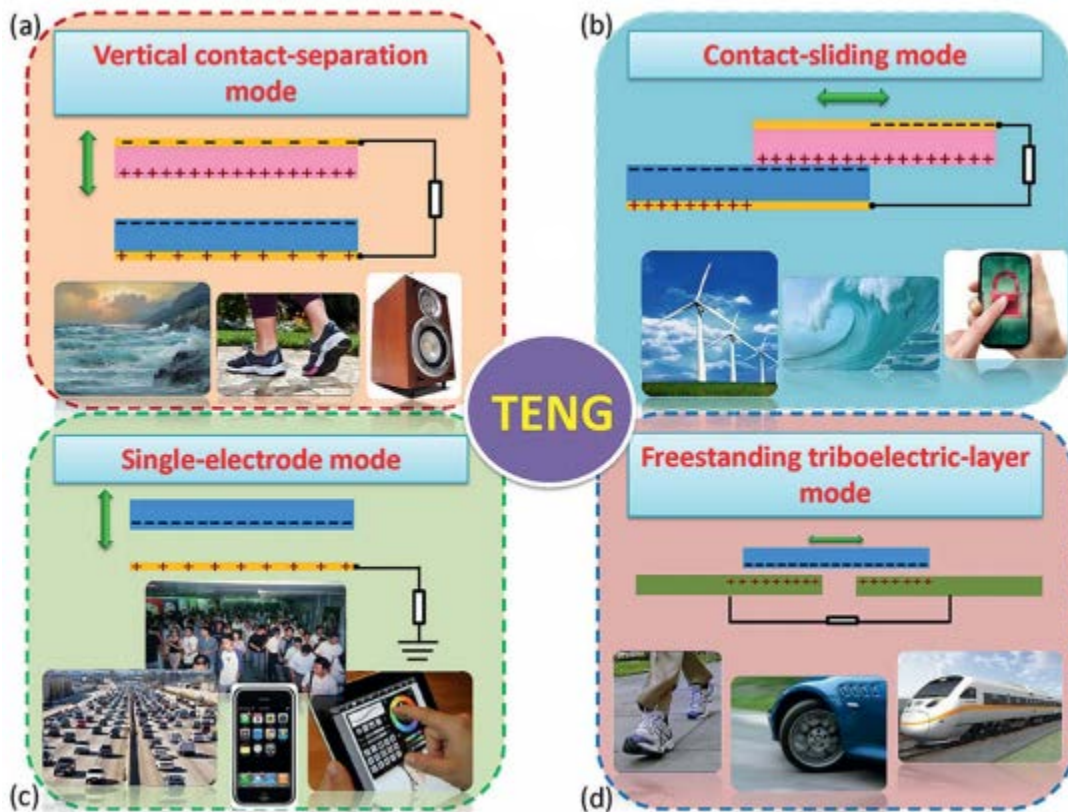 (a)
Vertical contact-separation
mode
(b)
Contact-sliding mode
TENG
Single-electrode mode
(c)
Freestanding triboelectric-layer
mode
(d)